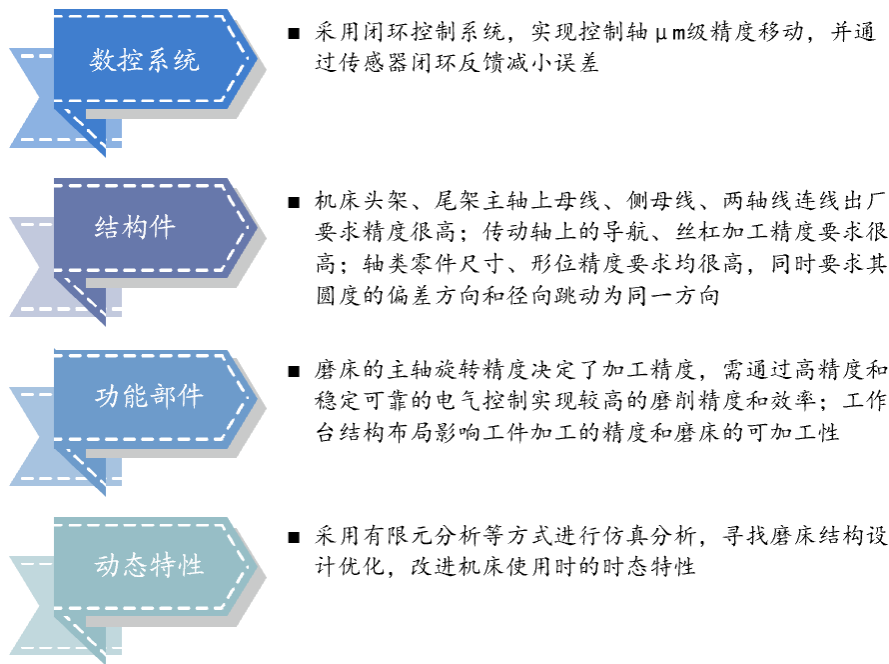 数控系统
■ 采用闭环控制系统，实现控制轴μm级精度移动，并通
过传感器闭环反馈减小误差
结构件
■ 机床头架、尾架主轴上母线、侧母线、两轴线连线出厂
要求精度很高；传动轴上的导航、丝杠加工精度要求很
高；轴类零件尺寸、形位精度要求均很高，同时要求其
圆度的偏差方向和径向跳动为同一方向
功能部件
■ 磨床的主轴旋转精度决定了加工精度，需通过高精度和
稳定可靠的电气控制实现较高的磨削精度和效率；工作
台结构布局影响工件加工的精度和磨床的可加工性
动态特性
■ 采用有限元分析等方式进行仿真分析，寻找磨床结构设
计优化，改进机床使用时的时态特性